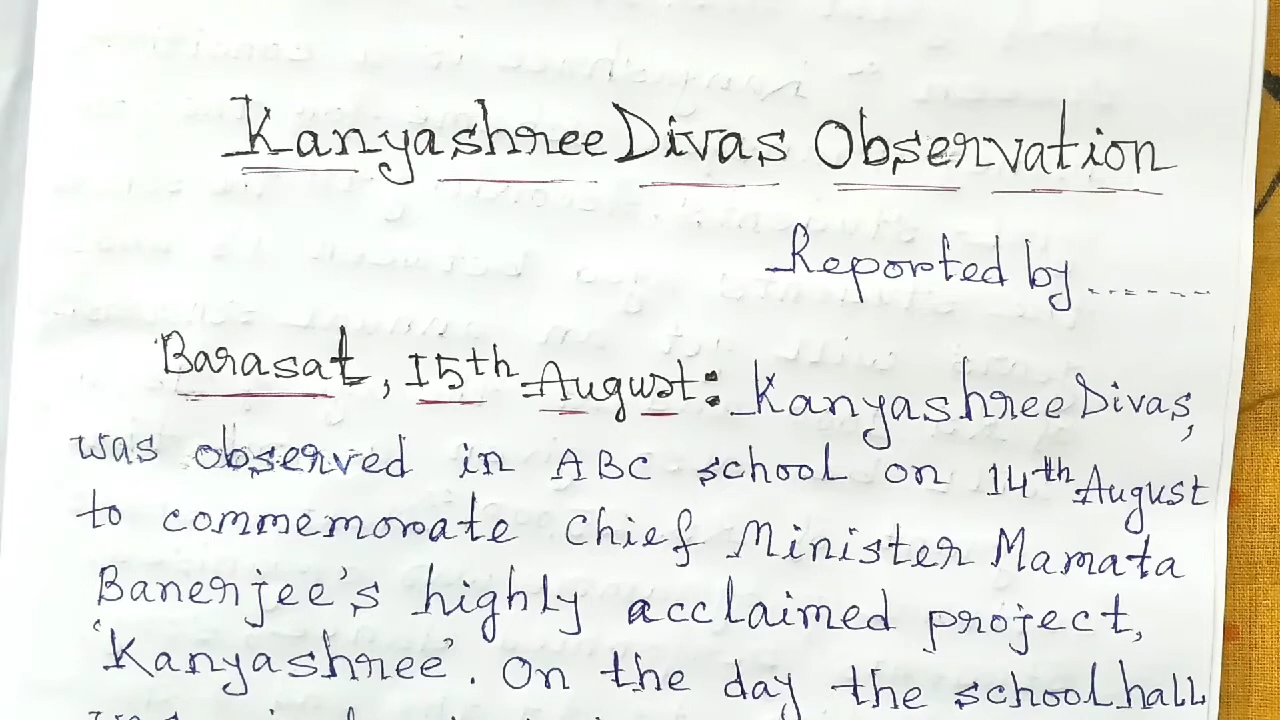 Kanyashree Divas Observation
Reported by .......
Barasat, 15th August: Kanyashree Divas,
was observed in ABC school on 14th August
to commemorate Chief Minister Mamata
Banerjee's highly acclaimed project,
'Kanyashree'. On the day the school hall